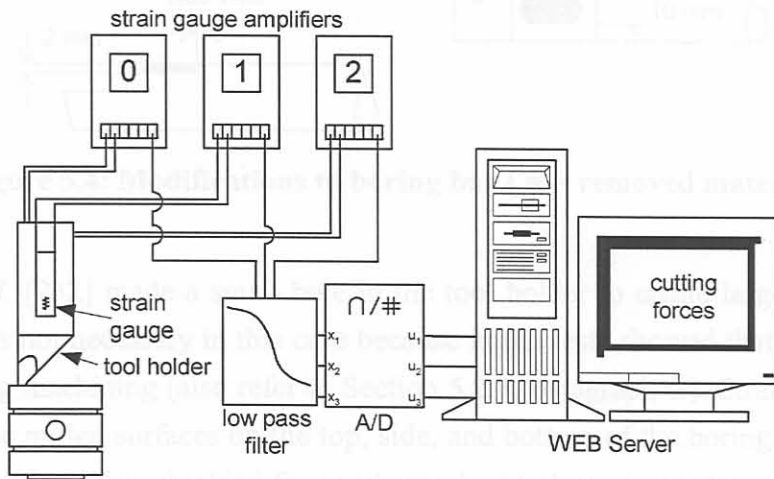 strain gauge amplifiers
0
1
2
strain
gauge
tool holder
low pass
filter
∩/#
x₁
x₂
x₃
u₁
u₂
u₃
A/D
cutting
forces
WEB Server